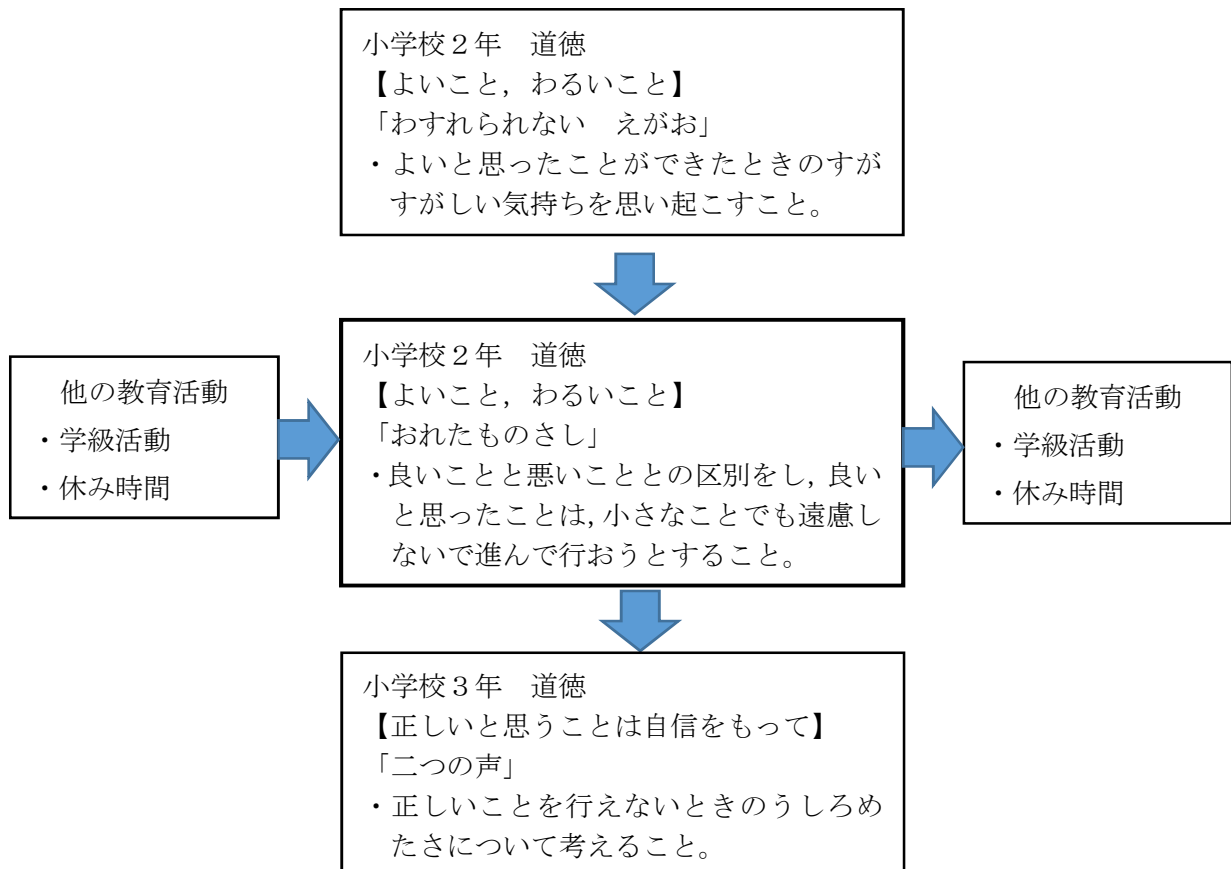 小学校２年　道徳
【よいこと，わるいこと】
「わすれられない　えがお」
・よいと思ったことができたときのすが
すがしい気持ちを思い起こすこと。
他の教育活動
・学級活動
・休み時間
小学校２年　道徳
【よいこと，わるいこと】
「おれたものさし」
・良いことと悪いこととの区別をし，良い
と思ったことは，小さなことでも遠慮し
ないで進んで行おうとすること。
他の教育活動
・学級活動
・休み時間
小学校３年　道徳
【正しいと思うことは自信をもって】
「二つの声」
・正しいことを行えないときのうしろめ
たさについて考えること。